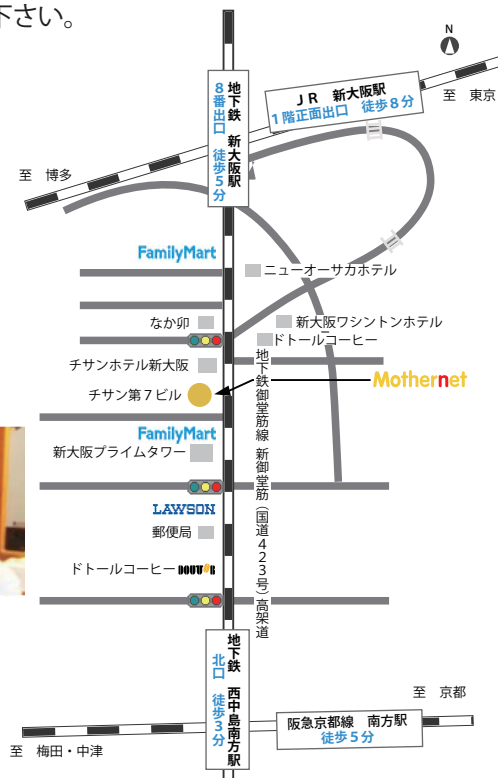 下さい。
N
地下鉄 新大阪駅
8番出口 徒歩5分
JR 新大阪駅
1階正面出口 徒歩8分
至 東京
至 博多
FamilyMart
ニューオーサカホテル
なか卯
新大阪ワシントンホテル
ドトールコーヒー
チサンホテル新大阪
チサン第7ビル
Mothernet
地下鉄御堂筋線 新御堂筋(国道423号)高架道
FamilyMart
新大阪プライムタワー
LAWSON
郵便局
ドトールコーヒー DOUTOR
地下鉄 西中島南方駅
北口 徒歩3分
至 京都
阪急京都線 南方駅
徒歩5分
至 梅田・中津